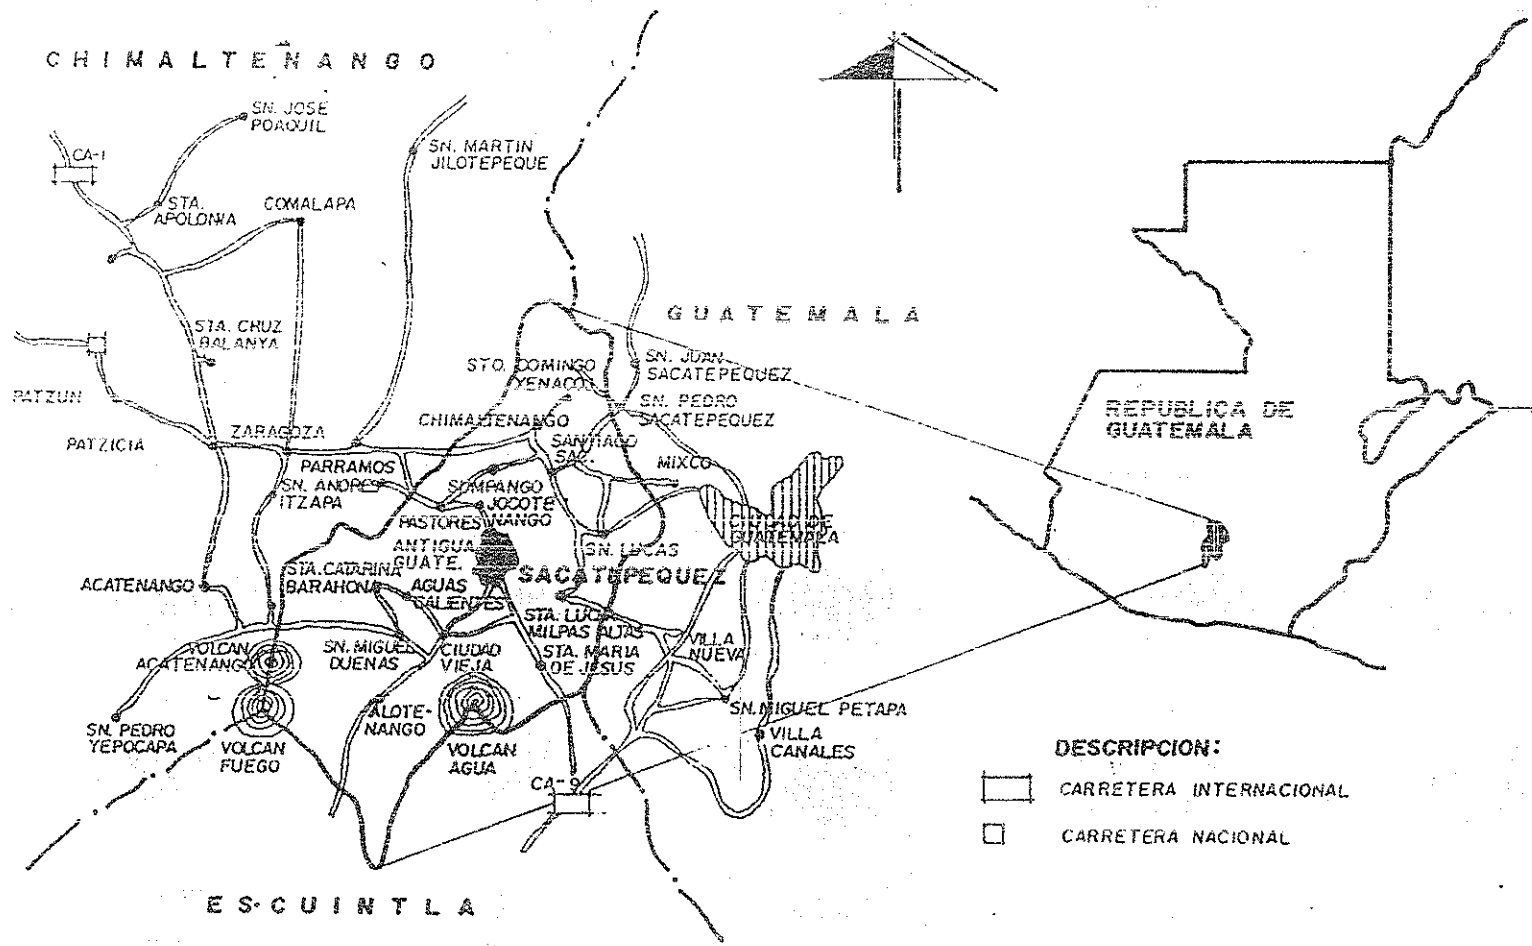 CHIMALTENANGO
SN. JOSE
POAQUIL
CA-1
SN. MARTIN
JILOTEPEQUE
STA.
APOLONIA
COMALAPA
GUATEMALA
STA. CRUZ
BALANYA
STO. DOMINGO
SN. JUAN
SACATEPEQUEZ
PATZUN
CHIMALTENANGO
SN. PEDRO
SACATEPEQUEZ
REPUBLICA DE
GUATEMALA
PATZICIA
ZARAGOZA
SANTIAGO
SAC.
MIXCO
PARRAMOS
SN. ANDRES
ITZAPA
SUMPANGO
JOCOTE
NANGO
PASTORES
CIUDAD DE
GUATEMALA
ANTIGUA
GUATE.
SN. LUCAS
STA. CATARINA
BARAHONA
SACATEPEQUEZ
ACATENANGO
AGUAS
CALIENTES
STA. LUCIA
MILPAS ALTAS
VOLCAN
ACATENANGO
SN. MIGUEL
DUENAS
CIUDAD
VIEJA
STA. MARIA
DE JESUS
VILLA
NUEVA
SN. PEDRO
YEPOCAPA
VOLCAN
FUEGO
ALOTE-
NANGO
VOLCAN
AGUA
SN. MIGUEL PETAPA
VILLA
CANALES
CA-9
DESCRIPCION:
CARRETERA INTERNACIONAL
CARRETERA NACIONAL
ESCUINTLA